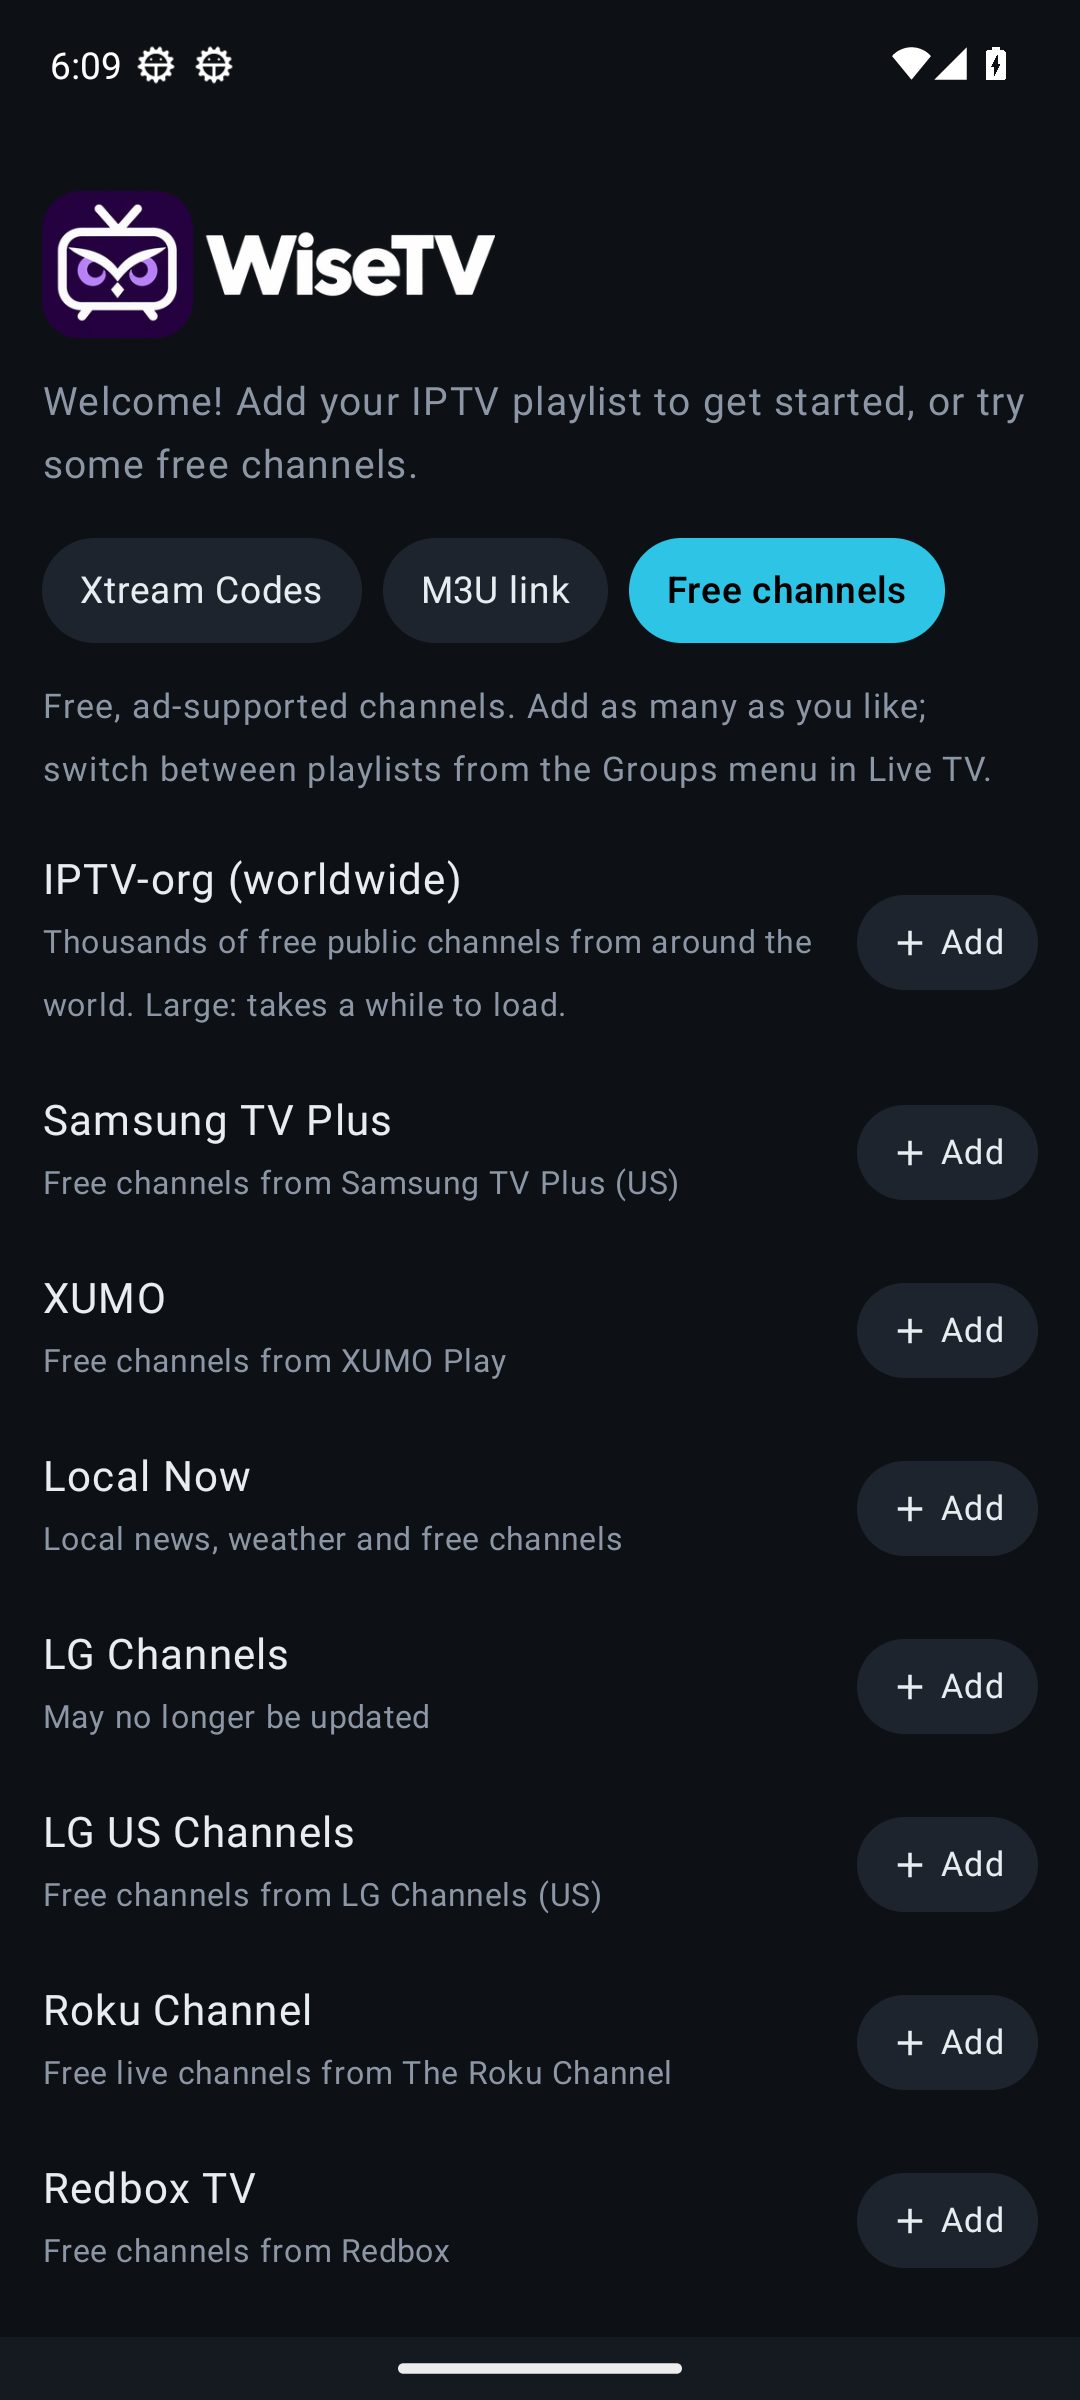 6:09
WiseTV
Welcome! Add your IPTV playlist to get started, or try
some free channels.
Xtream Codes
M3U link
Free channels
Free, ad-supported channels. Add as many as you like;
switch between playlists from the Groups menu in Live TV.
IPTV-org (worldwide)
Thousands of free public channels from around the
world. Large: takes a while to load.
+ Add
Samsung TV Plus
Free channels from Samsung TV Plus (US)
+ Add
XUMO
Free channels from XUMO Play
+ Add
Local Now
Local news, weather and free channels
+ Add
LG Channels
May no longer be updated
+ Add
LG US Channels
Free channels from LG Channels (US)
+ Add
Roku Channel
Free live channels from The Roku Channel
+ Add
Redbox TV
Free channels from Redbox
+ Add